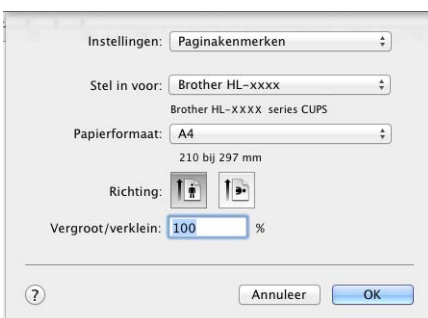 Instellingen: Paginakenmerken
Stel in voor: Brother HL-xxxx
Brother HL-XXXX series CUPS
Papierformaat: A4
210 bij 297 mm
Richting:
Vergroot/verklein: 100 %
? Annuleer OK